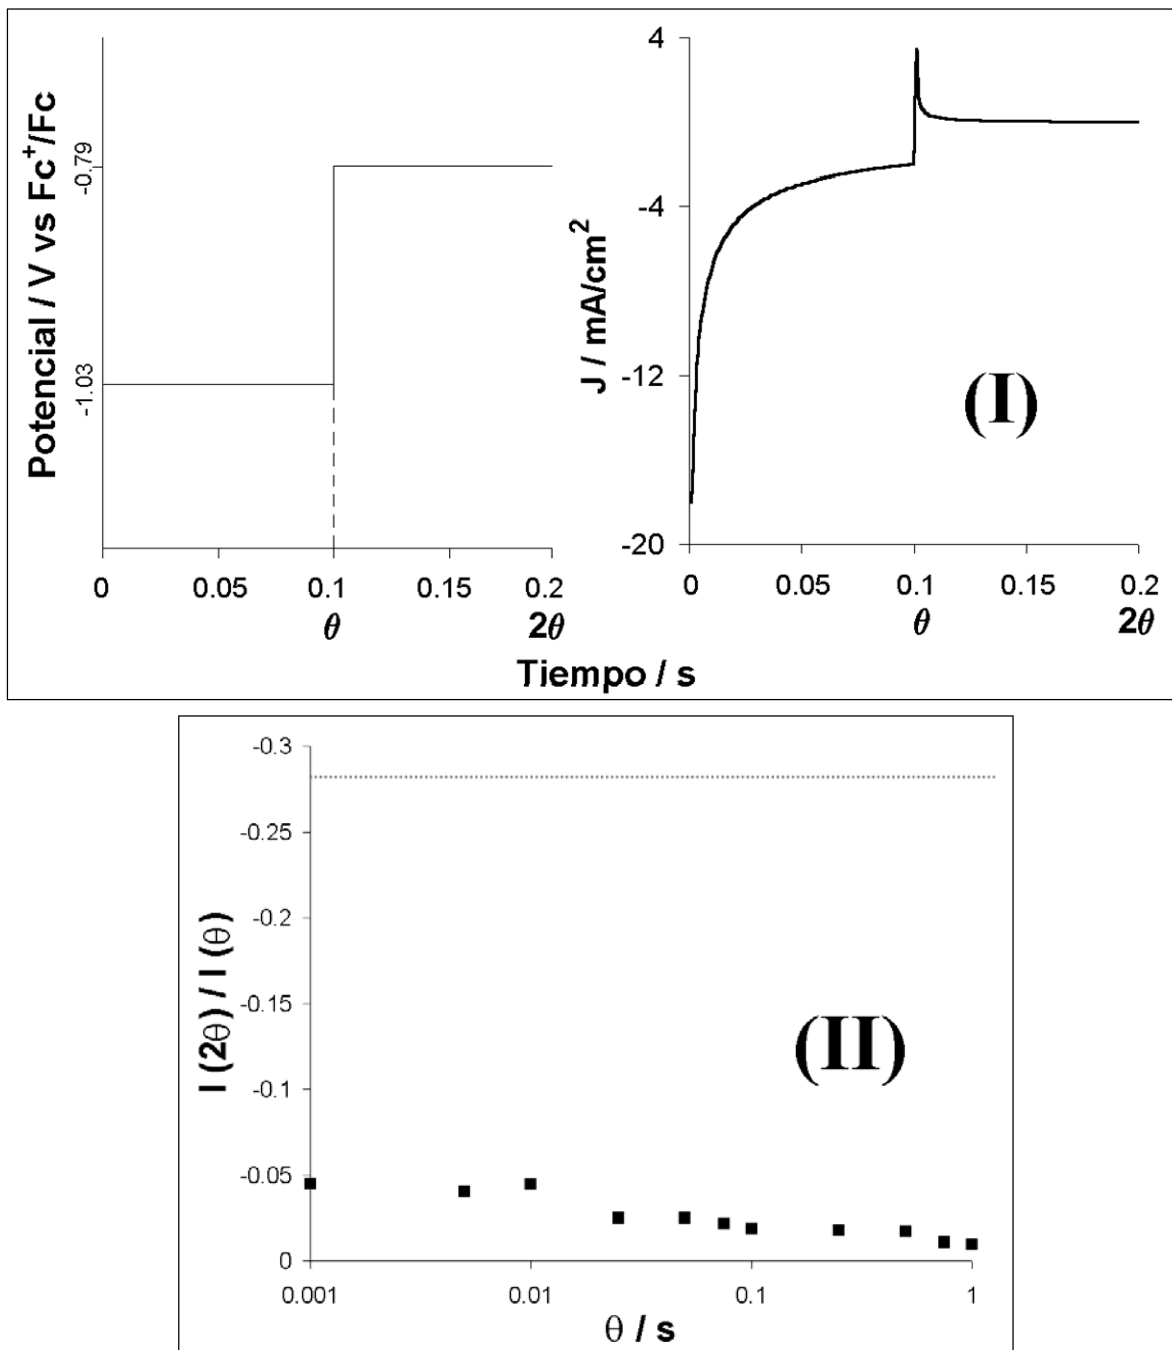 Potencial / V vs Fc⁺/Fc
-0.79
-1.03
0 0.05 0.1 0.15 0.2
θ 2θ
J / mA/cm²
4
-4
-12
-20
(I)
0 0.05 0.1 0.15 0.2
θ 2θ
Tiempo / s
I (2θ) / I (θ)
-0.3
-0.25
-0.2
-0.15
-0.1
-0.05
0
(II)
0.001 0.01 0.1 1
θ / s